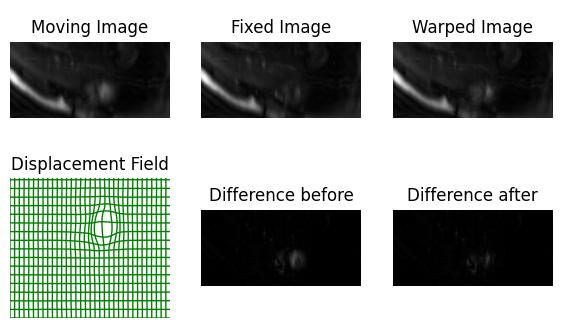 Moving Image
Fixed Image
Warped Image
Displacement Field
Difference before
Difference after